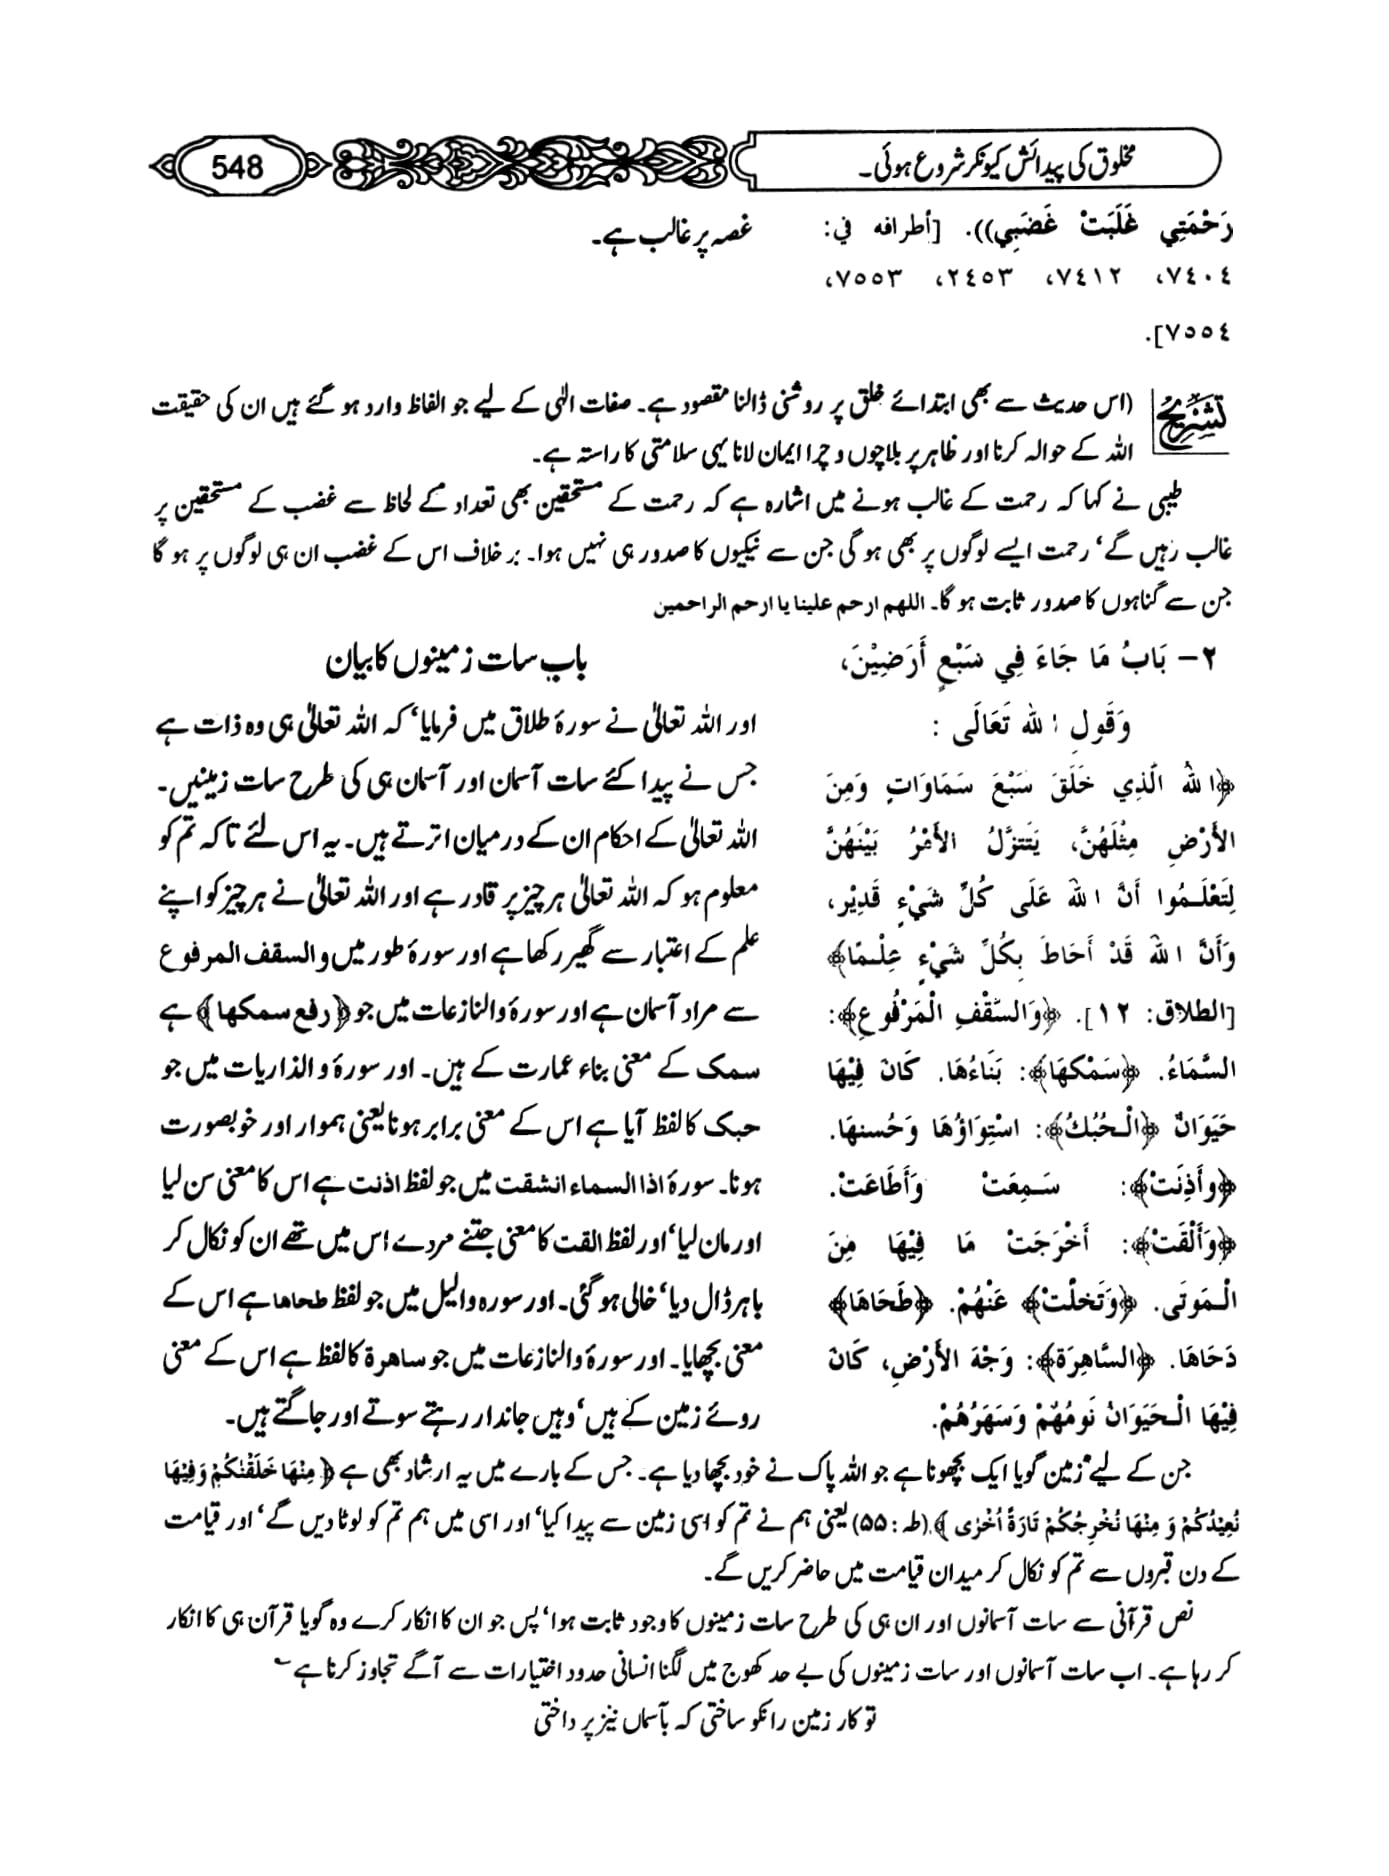 مخلوق کی پیدائش کیونکر شروع ہوئی۔
548
رَحْمَتِي غَلَبَتْ غَضَبِي)). [أطرافه في:
٧٤٠٤، ٧٤١٢، ٢٤٥٣، ٧٥٥٣،
٧٥٥٤].
غصہ پر غالب ہے۔
تشریح
(اس حدیث سے بھی ابتدائے خلق پر روشنی ڈالنا مقصود ہے۔ صفات الٰہی کے لیے جو الفاظ وارد ہو گئے ہیں ان کی حقیقت
اللہ کے حوالہ کرنا اور ظاہر پر بلاچوں و چرا ایمان لانا یہی سلامتی کا راستہ ہے۔
طیبی نے کہا کہ رحمت کے غالب ہونے میں اشارہ ہے کہ رحمت کے مستحقین بھی تعداد کے لحاظ سے غضب کے مستحقین پر
غالب رہیں گے‘ رحمت ایسے لوگوں پر بھی ہو گی جن سے نیکیوں کا صدور ہی نہیں ہوا۔ بر خلاف اس کے غضب ان ہی لوگوں پر ہو گا
جن سے گناہوں کا صدور ثابت ہو گا۔ اللهم ارحم علينا يا ارحم الراحمين
٢- بَابُ مَا جَاءَ فِي سَبْعِ أَرَضِيْنَ،
وَقَولِ اللهِ تَعَالَى :
﴿اللهُ الَّذِي خَلَقَ سَبْعَ سَمَاوَاتٍ وَمِنَ
الأَرْضِ مِثْلَهُنَّ، يَتَنَزَّلُ الأَمْرُ بَيْنَهُنَّ
لِتَعْلَمُوا أَنَّ اللهَ عَلَى كُلِّ شَيْءٍ قَدِيْر،
وَأَنَّ اللهَ قَدْ أَحَاطَ بِكُلِّ شَيْءٍ عِلْمًا﴾
[الطلاق: ١٢]. ﴿وَالسَّقْفِ الْمَرْفُوعِ﴾:
السَّمَاءُ. ﴿سَمْكَهَا﴾: بَنَاءُهَا. كَانَ فِيْهَا
حَيَوَانٌ ﴿الْحُبُكُ﴾: اسْتِوَاؤُهَا وَحُسنهَا.
﴿وأَذِنَتْ﴾: سَمِعَتْ وَأَطَاعَتْ.
﴿وَأَلْقَتْ﴾: أَخْرَجَتْ مَا فِيْهَا مِنَ
الْمَوتَى. ﴿وَتَخلَّتْ﴾ عَنْهُمْ. ﴿طَحَاهَا﴾
دَحَاهَا. ﴿السَّاهِرَة﴾: وَجْهَ الأَرْضِ، كَانَ
فِيْهَا الْحَيَوَانُ نَومُهُمْ وَسَهَرُهُمْ.
باب سات زمینوں کا بیان
اور اللہ تعالیٰ نے سورۂ طلاق میں فرمایا‘ کہ اللہ تعالیٰ ہی وہ ذات ہے
جس نے پیدا کئے سات آسمان اور آسمان ہی کی طرح سات زمینیں۔
اللہ تعالیٰ کے احکام ان کے درمیان اترتے ہیں۔ یہ اس لئے تاکہ تم کو
معلوم ہو کہ اللہ تعالیٰ ہر چیز پر قادر ہے اور اللہ تعالیٰ نے ہر چیز کو اپنے
علم کے اعتبار سے گھیر رکھا ہے اور سورۂ طور میں والسقف المرفوع
سے مراد آسمان ہے اور سورۂ والنازعات میں جو ﴿رفع سمکها﴾ ہے
سمک کے معنی بناء عمارت کے ہیں۔ اور سورۂ والذاریات میں جو
حبک کا لفظ آیا ہے اس کے معنی برابر ہونا یعنی ہموار اور خوبصورت
ہونا۔ سورۂ اذا السماء انشقت میں جو لفظ اذنت ہے اس کا معنی سن لیا
اور مان لیا‘ اور لفظ القت کا معنی جتنے مردے اس میں تھے ان کو نکال کر
باہر ڈال دیا‘ خالی ہو گئی۔ اور سورہ واللیل میں جو لفظ طحاها ہے اس کے
معنی بچھایا۔ اور سورۂ والنازعات میں جو ساهرة کا لفظ ہے اس کے معنی
روئے زمین کے ہیں‘ وہیں جاندار رہتے سوتے اور جاگتے ہیں۔
جن کے لیے زمین گویا ایک بچھونا ہے جو اللہ پاک نے خود بچھا دیا ہے۔ جس کے بارے میں یہ ارشاد بھی ہے ﴿ مِنْهَا خَلَقْنٰكُمْ وَفِيْهَا
نُعِيْدُكُمْ وَ مِنْهَا نُخْرِجُكُمْ تَارَةً اُخْرٰى ﴾ (طہ : ۵۵) یعنی ہم نے تم کو اسی زمین سے پیدا کیا‘ اور اسی میں ہم تم کو لوٹا دیں گے‘ اور قیامت
کے دن قبروں سے تم کو نکال کر میدان قیامت میں حاضر کریں گے۔
نص قرآنی سے سات آسمانوں اور ان ہی کی طرح سات زمینوں کا وجود ثابت ہوا‘ پس جو ان کا انکار کرے وہ گویا قرآن ہی کا انکار
کر رہا ہے۔ اب سات آسمانوں اور سات زمینوں کی بے حد کھوج میں لگنا انسانی حدود اختیارات سے آگے تجاوز کرنا ہے ؎
تو کار زمین را نکو ساختی کہ بآسماں نیز پر داختی